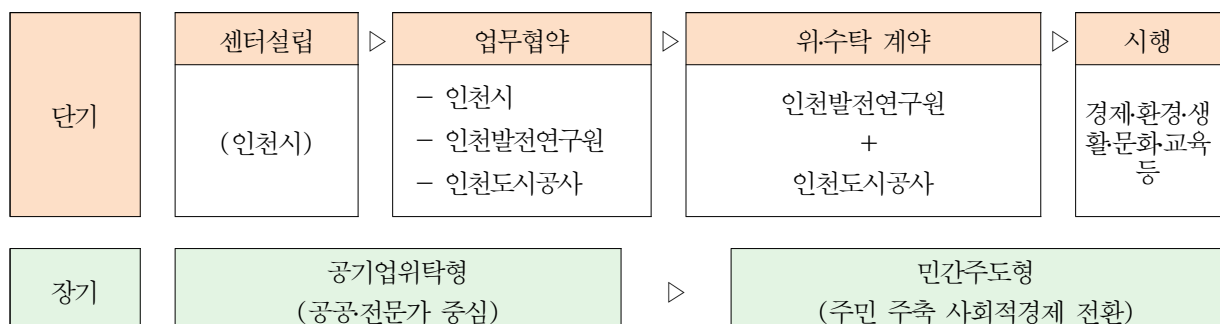 단기
센터설립 ▷ 업무협약 ▷ 위·수탁 계약 ▷ 시행
(인천시)
- 인천시
- 인천발전연구원
- 인천도시공사
인천발전연구원
+
인천도시공사
경제·환경·생
활·문화·교육
등
장기
공기업위탁형
(공공·전문가 중심)
▷
민간주도형
(주민 주축 사회적경제 전환)